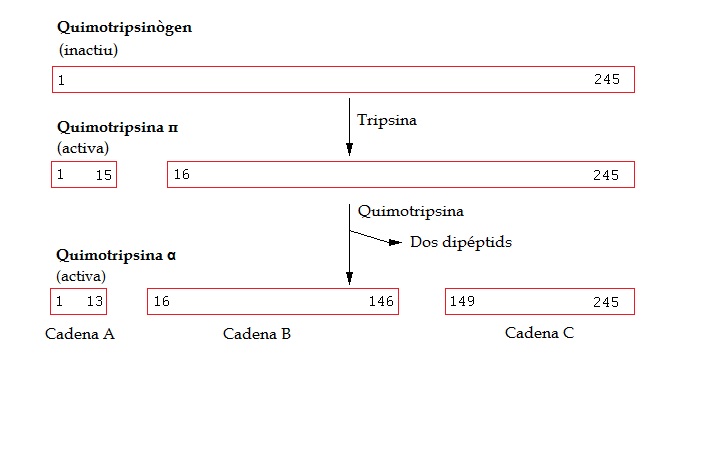 Quimotripsinògen
(inactiu)
1 245
Tripsina
Quimotripsina π
(activa)
1 15 16 245
Quimotripsina
Dos dipéptids
Quimotripsina α
(activa)
1 13 16 146 149 245
Cadena A Cadena B Cadena C